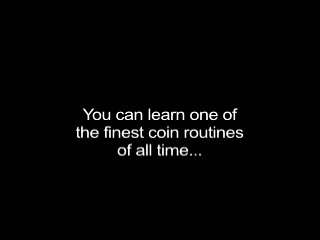 You can learn one of
the finest coin routines
of all time...